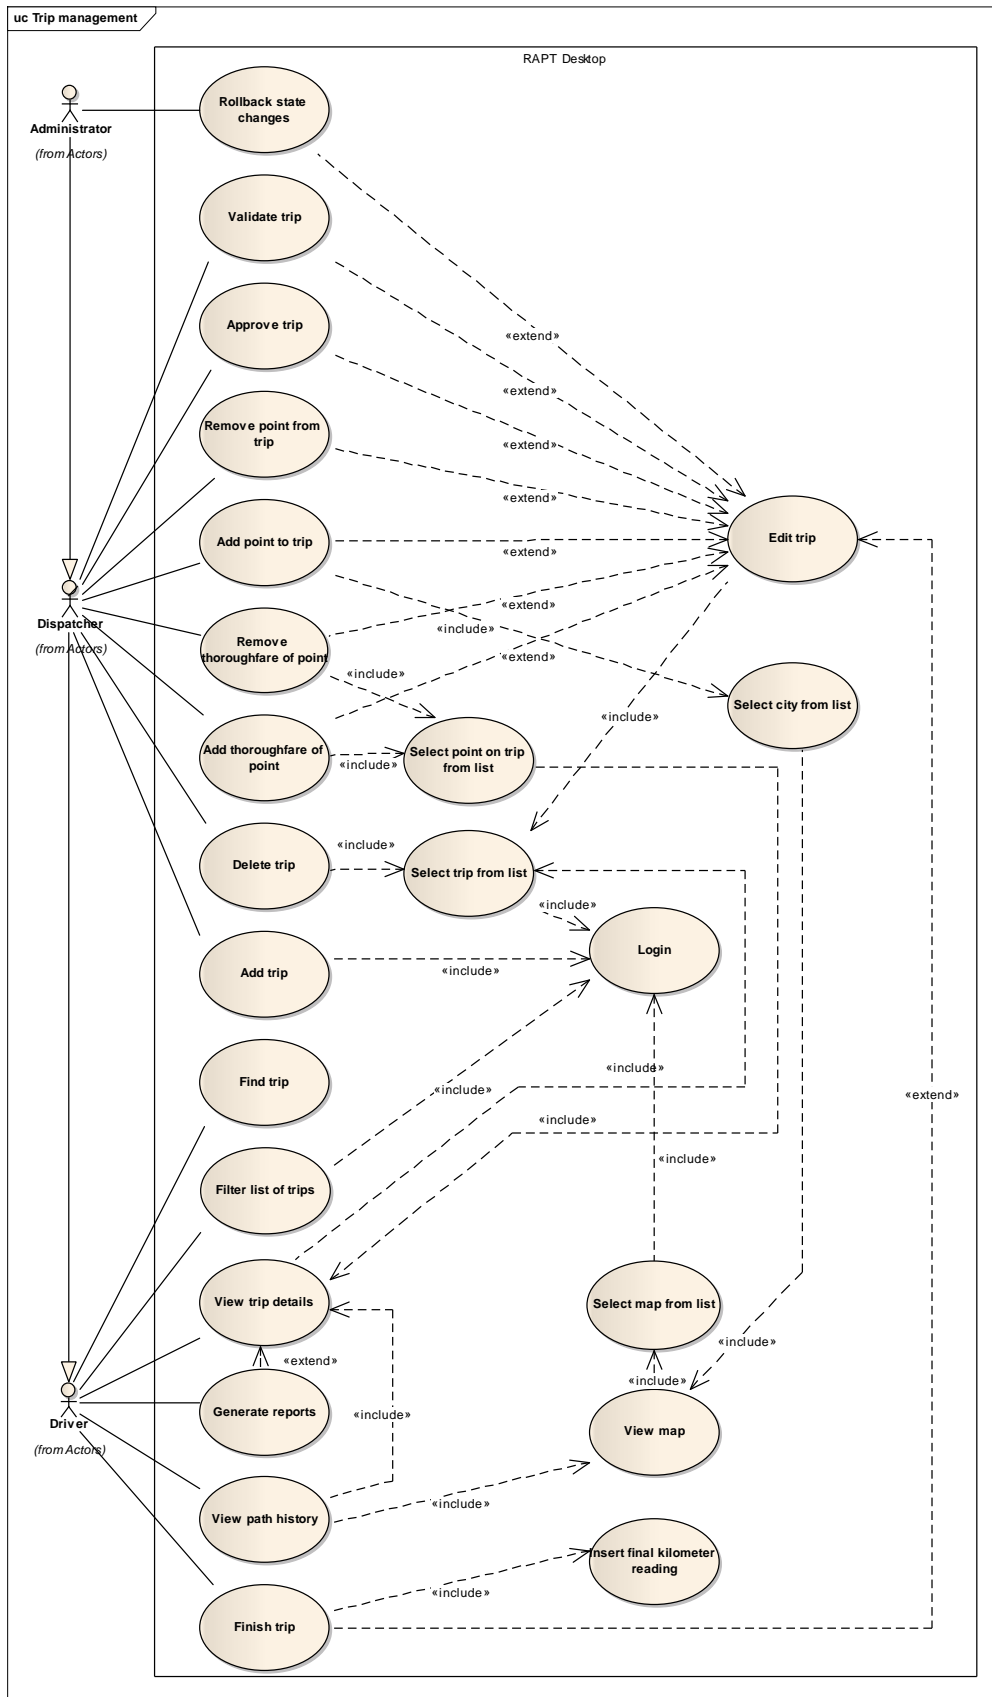 uc Trip management
RAPT Desktop
Administrator
(from Actors)
Rollback state
changes
Validate trip
Approve trip
«extend»
«extend»
Remove point from
trip
«extend»
«extend»
Add point to trip
«extend»
Edit trip
Dispatcher
(from Actors)
Remove
thoroughfare of point
«extend»
«include»
«extend»
«include»
Select city from list
«include»
Add thoroughfare of
point
«include»
Select point on trip
from list
Delete trip
«include»
Select trip from list
«include»
Login
Add trip
«include»
Find trip
«include»
«include»
«extend»
«include»
«include»
Filter list of trips
View trip details
Select map from list
«include»
«extend»
«include»
Driver
(from Actors)
Generate reports
«include»
View map
View path history
«include»
Insert final kilometer
reading
«include»
Finish trip